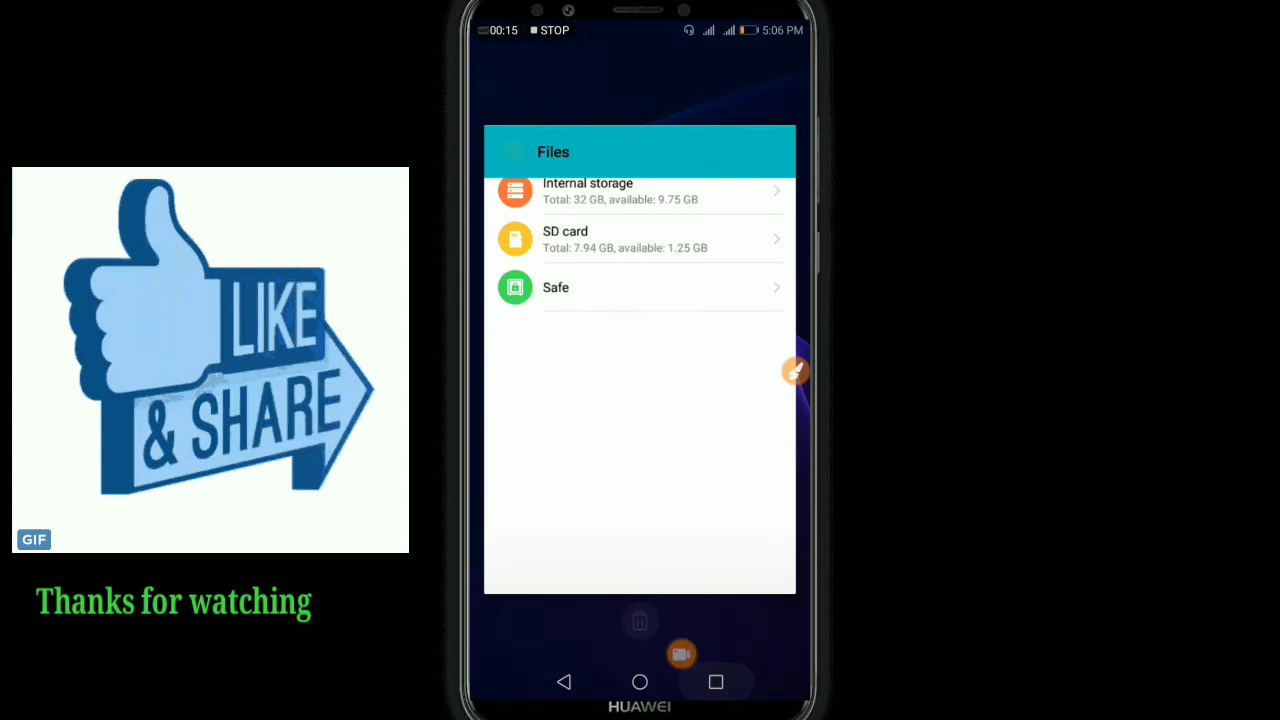 00:15 STOP
5:06 PM
Files
Internal storage
Total: 32 GB, available: 9.75 GB
SD card
Total: 7.94 GB, available: 1.25 GB
Safe
HUAWEI
LIKE
& SHARE
GIF
Thanks for watching